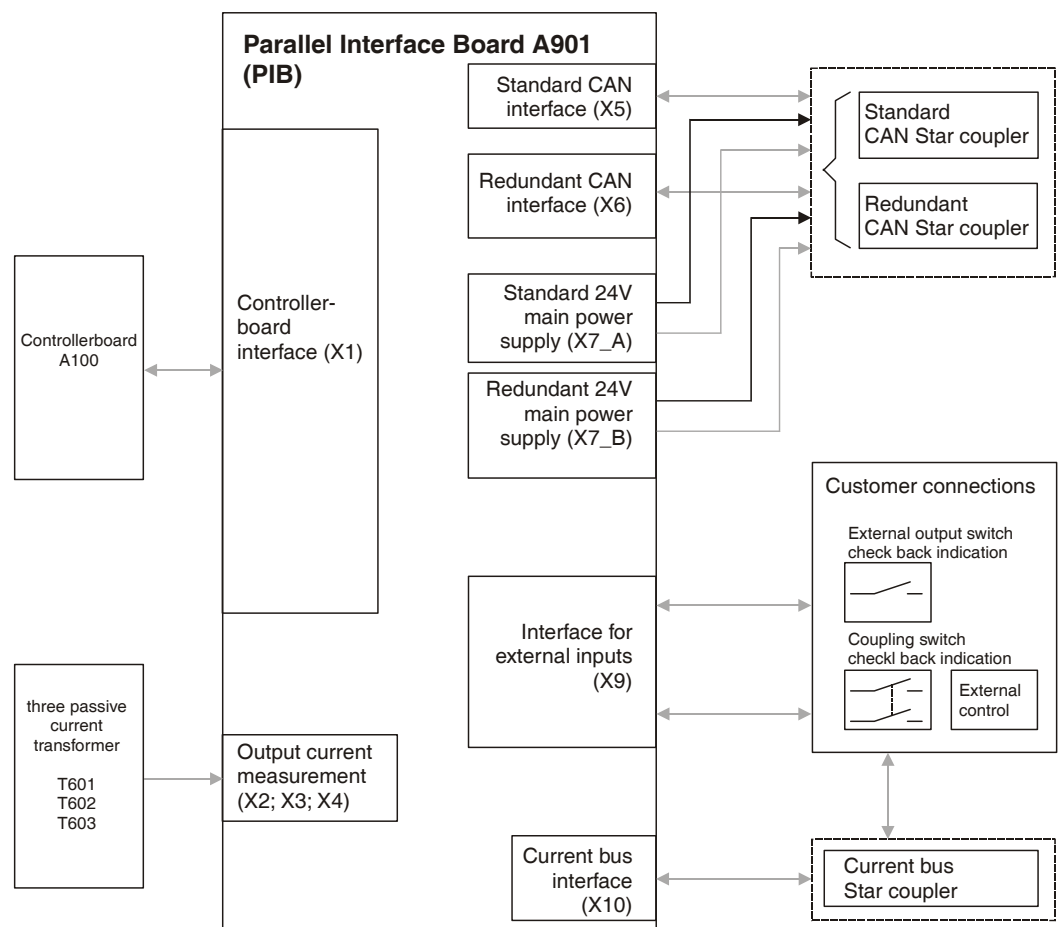 Parallel Interface Board A901
(PIB)
Standard CAN
interface (X5)
Redundant CAN
interface (X6)
Standard 24V
main power
supply (X7_A)
Redundant 24V
main power
supply (X7_B)
Standard
CAN Star coupler
Redundant
CAN Star coupler
Controllerboard
A100
Controller-
board
interface (X1)
Customer connections
External output switch
check back indication
Coupling switch
checkl back indication
External
control
Interface for
external inputs
(X9)
three passive
current
transformer
T601
T602
T603
Output current
measurement
(X2; X3; X4)
Current bus
interface
(X10)
Current bus
Star coupler